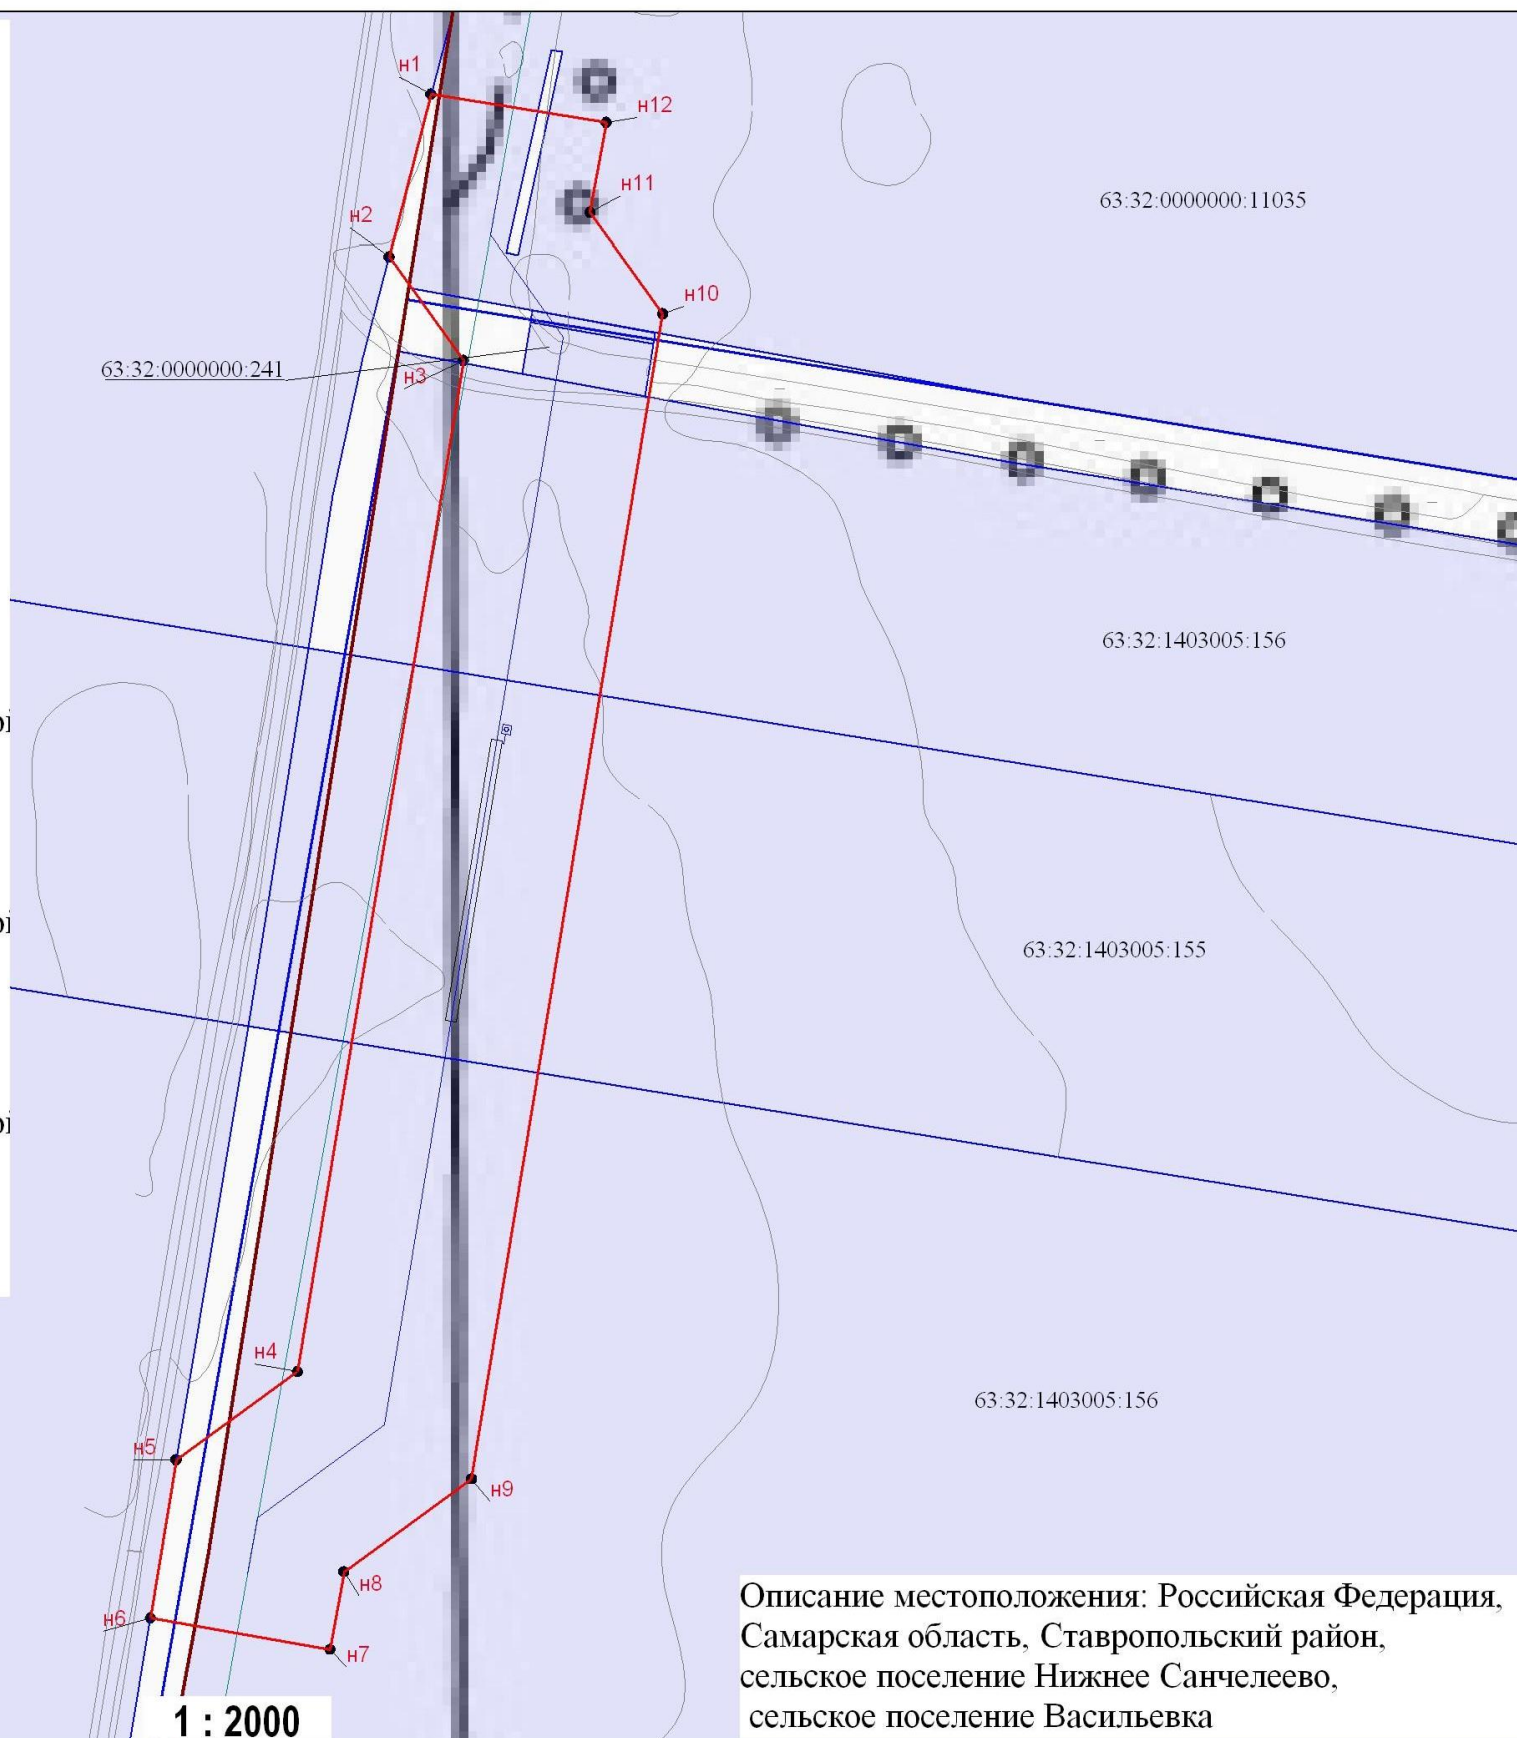 н1
н12
н11
63:32:0000000:11035
н2
н10
63:32:0000000:241
н3
63:32:1403005:156
63:32:1403005:155
н4
63:32:1403005:156
н5
н9
н8
н6
н7
Описание местоположения: Российская Федерация,
Самарская область, Ставропольский район,
сельское поселение Нижнее Санчелеево,
сельское поселение Васильевка
1 : 2000